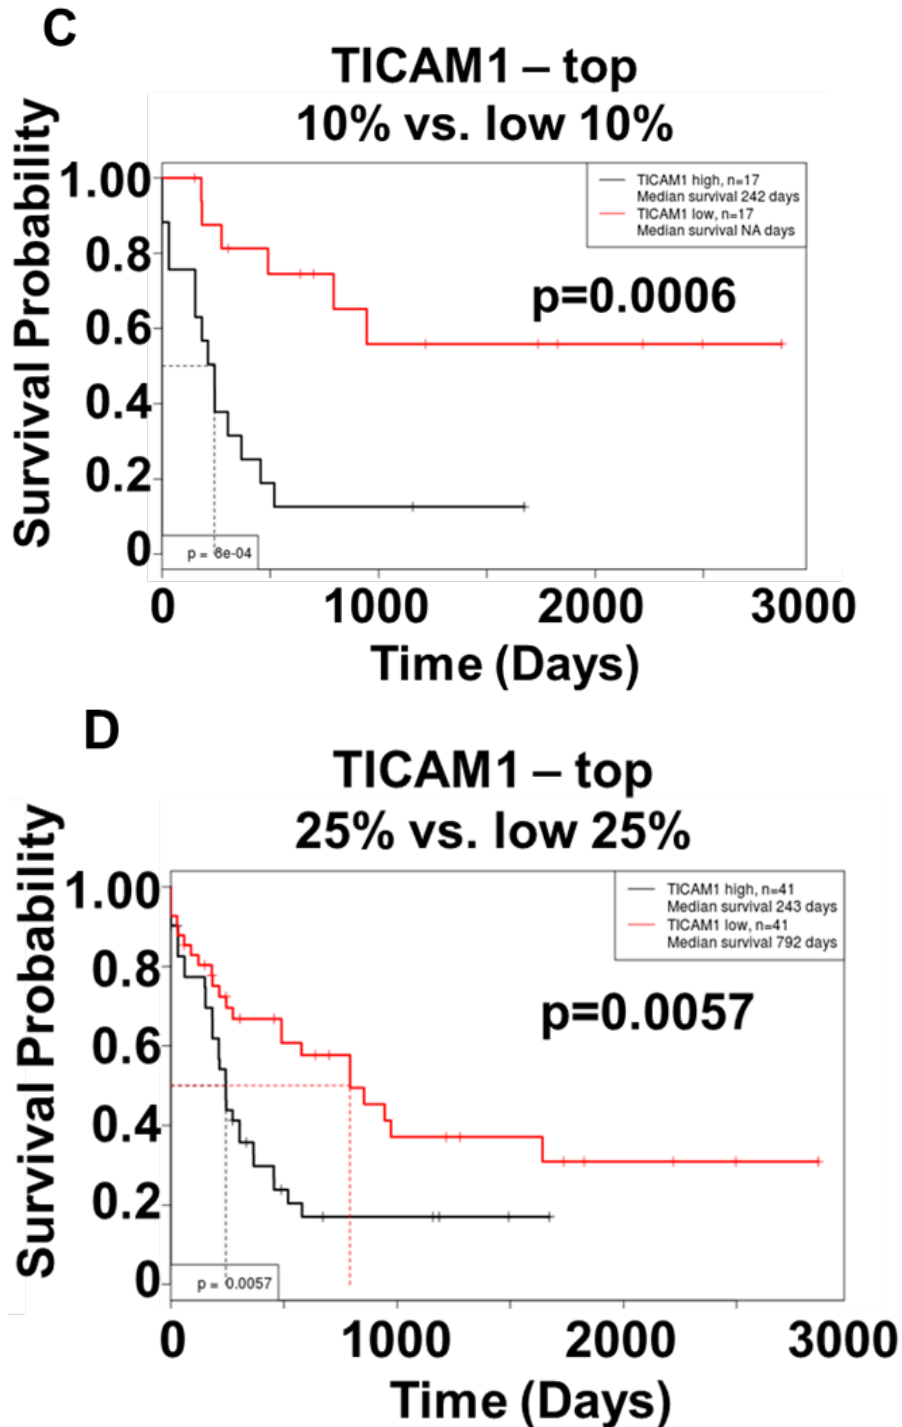 C
TICAM1 – top
10% vs. low 10%
Survival Probability
1.00
0.8
0.6
0.4
0.2
0
TICAM1 high, n=17
Median survival 242 days
TICAM1 low, n=17
Median survival NA days
p=0.0006
p = 6e-04
0 1000 2000 3000
Time (Days)
D
TICAM1 – top
25% vs. low 25%
Survival Probability
1.00
0.8
0.6
0.4
0.2
0
TICAM1 high, n=41
Median survival 243 days
TICAM1 low, n=41
Median survival 792 days
p=0.0057
p = 0.0057
0 1000 2000 3000
Time (Days)